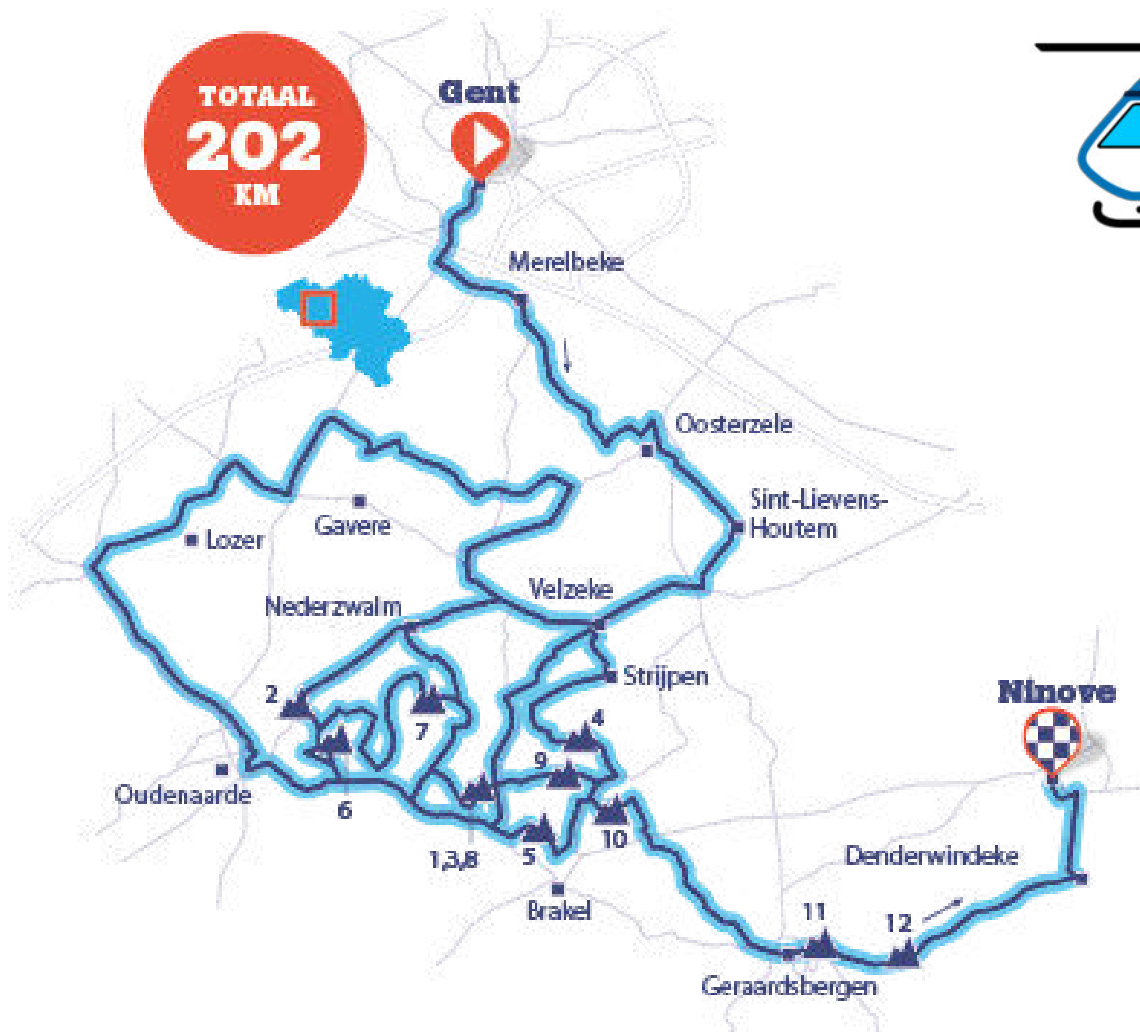 TOTAAL
202
KM
Gent
Merelbeke
Oosterzele
Sint-Lievens-
Houtem
Gavere
Lozer
Velzeke
Nederzwalm
Strijpen
Ninove
2
7
4
9
Oudenaarde
6
10
1,3,8
5
Denderwindeke
Brakel
11
12
Geraardsbergen